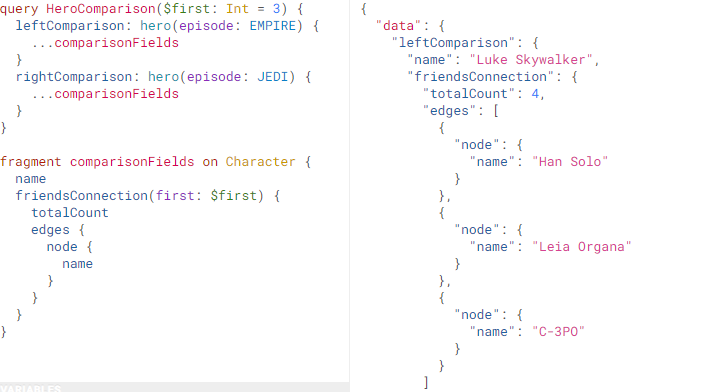 query HeroComparison($first: Int = 3) {
  leftComparison: hero(episode: EMPIRE) {
    ...comparisonFields
  }
  rightComparison: hero(episode: JEDI) {
    ...comparisonFields
  }
}

fragment comparisonFields on Character {
  name
  friendsConnection(first: $first) {
    totalCount
    edges {
      node {
        name
      }
    }
  }
}
VARIABLES
{
  "data": {
    "leftComparison": {
      "name": "Luke Skywalker",
      "friendsConnection": {
        "totalCount": 4,
        "edges": [
          {
            "node": {
              "name": "Han Solo"
            }
          },
          {
            "node": {
              "name": "Leia Organa"
            }
          },
          {
            "node": {
              "name": "C-3PO"
            }
          }
        ]